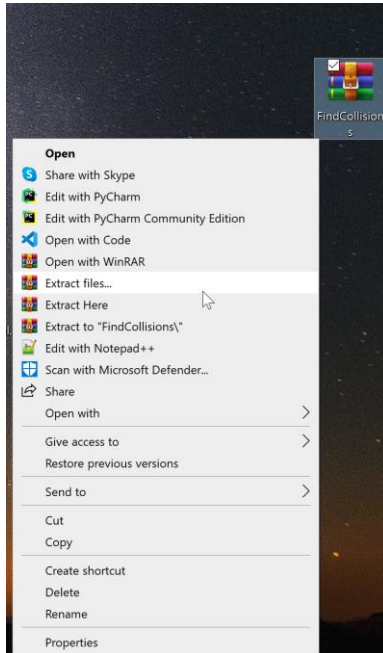 FindCollision
s
Open
Share with Skype
Edit with PyCharm
Edit with PyCharm Community Edition
Open with Code
Open with WinRAR
Extract files...
Extract Here
Extract to "FindCollisions\"
Edit with Notepad++
Scan with Microsoft Defender...
Share
Open with
Give access to
Restore previous versions
Send to
Cut
Copy
Create shortcut
Delete
Rename
Properties